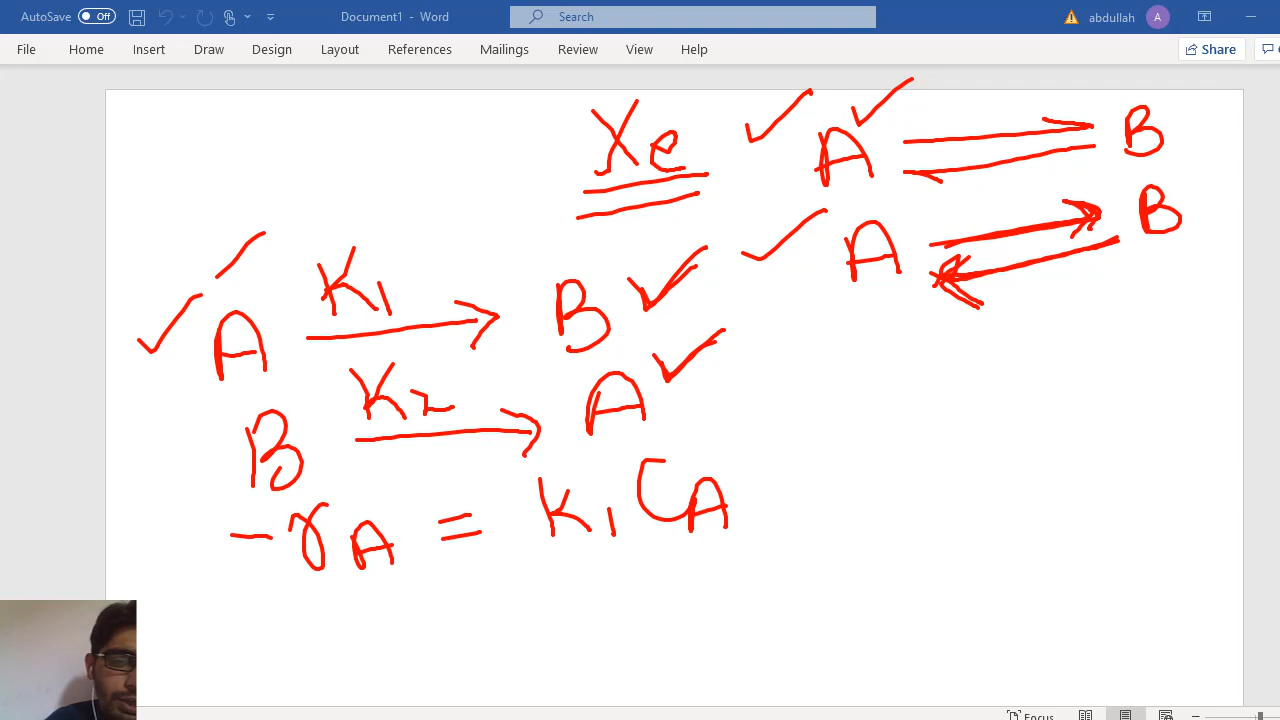 AutoSave Off Document1 - Word Search abdullah A
File Home Insert Draw Design Layout References Mailings Review View Help Share
Xe A ⇌ B
A ⇌ B
A K1 → B
B K2 → A
-rA = K1 CA
Focus